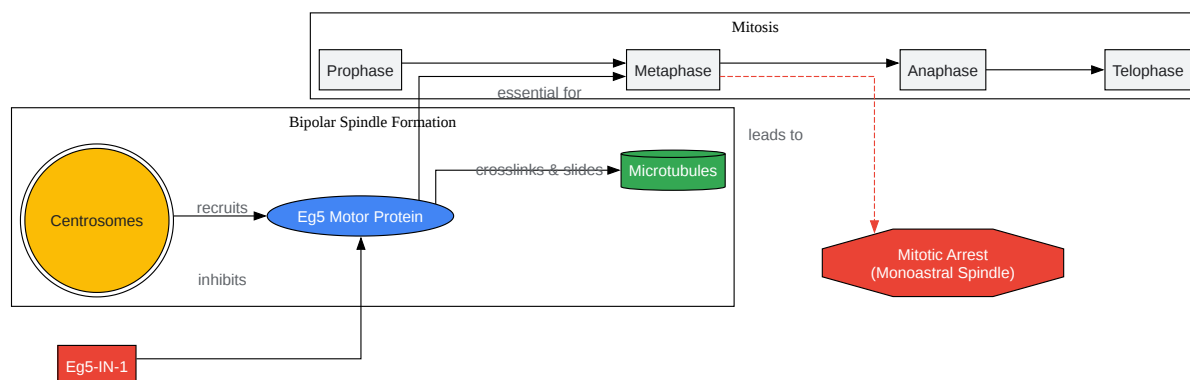 Mitosis
Prophase
Metaphase
Anaphase
Telophase
essential for
Bipolar Spindle Formation
leads to
crosslinks & slides
Microtubules
Centrosomes
recruits
Eg5 Motor Protein
Mitotic Arrest
(Monoastral Spindle)
inhibits
Eg5-IN-1